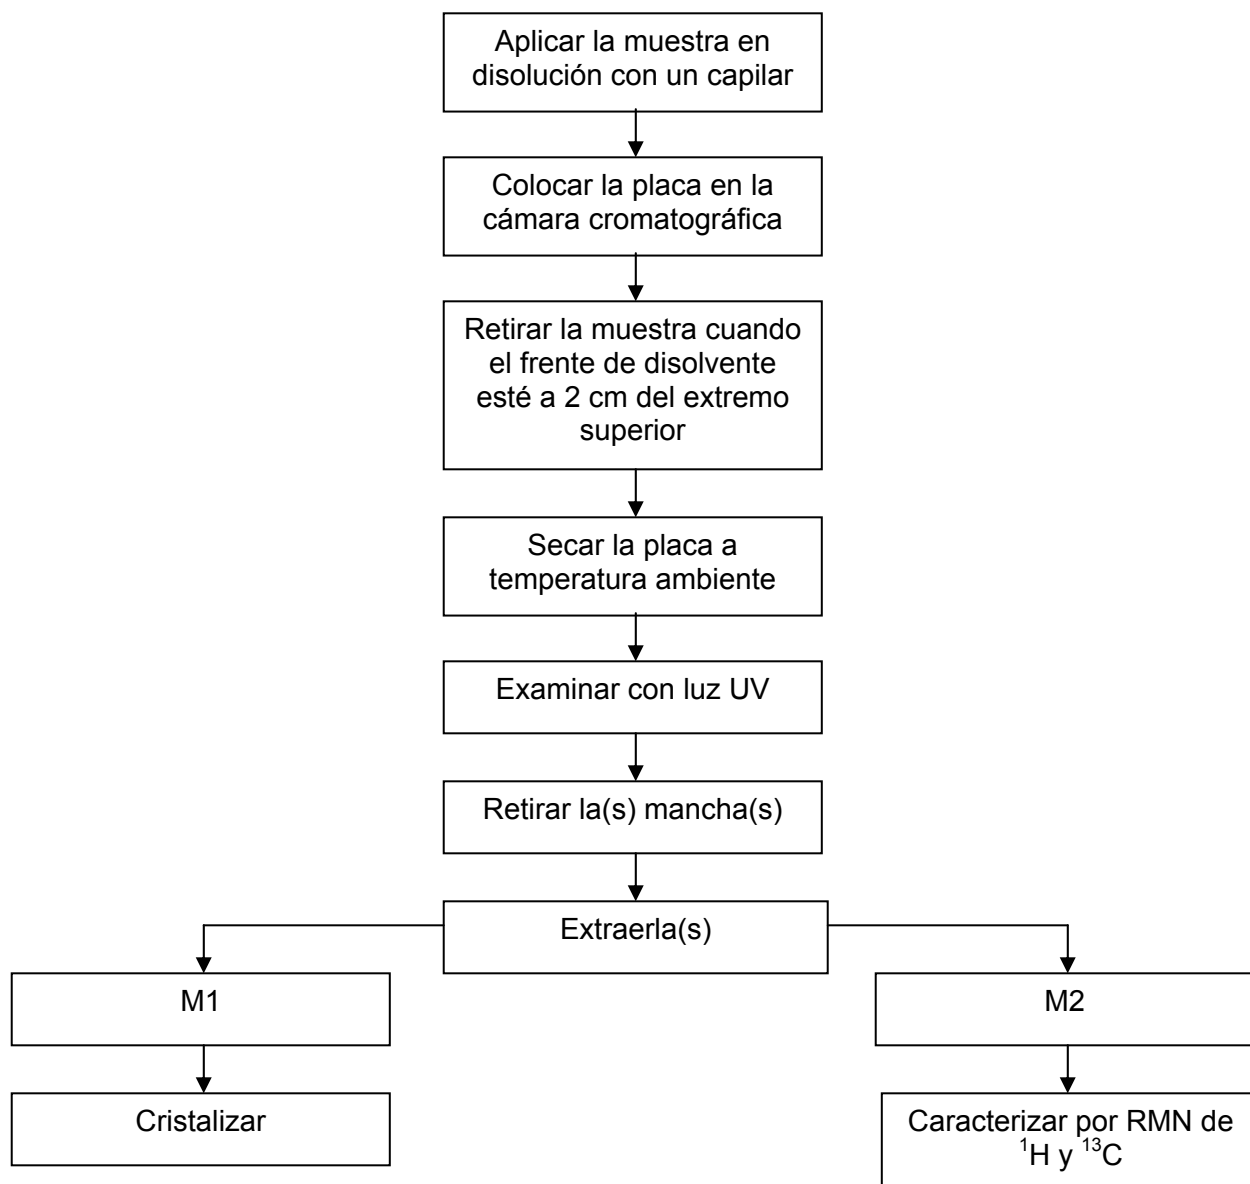 Aplicar la muestra en
disolución con un capilar
Colocar la placa en la
cámara cromatográfica
Retirar la muestra cuando
el frente de disolvente
esté a 2 cm del extremo
superior
Secar la placa a
temperatura ambiente
Examinar con luz UV
Retirar la(s) mancha(s)
Extraerla(s)
M1
M2
Cristalizar
Caracterizar por RMN de
¹H y ¹³C